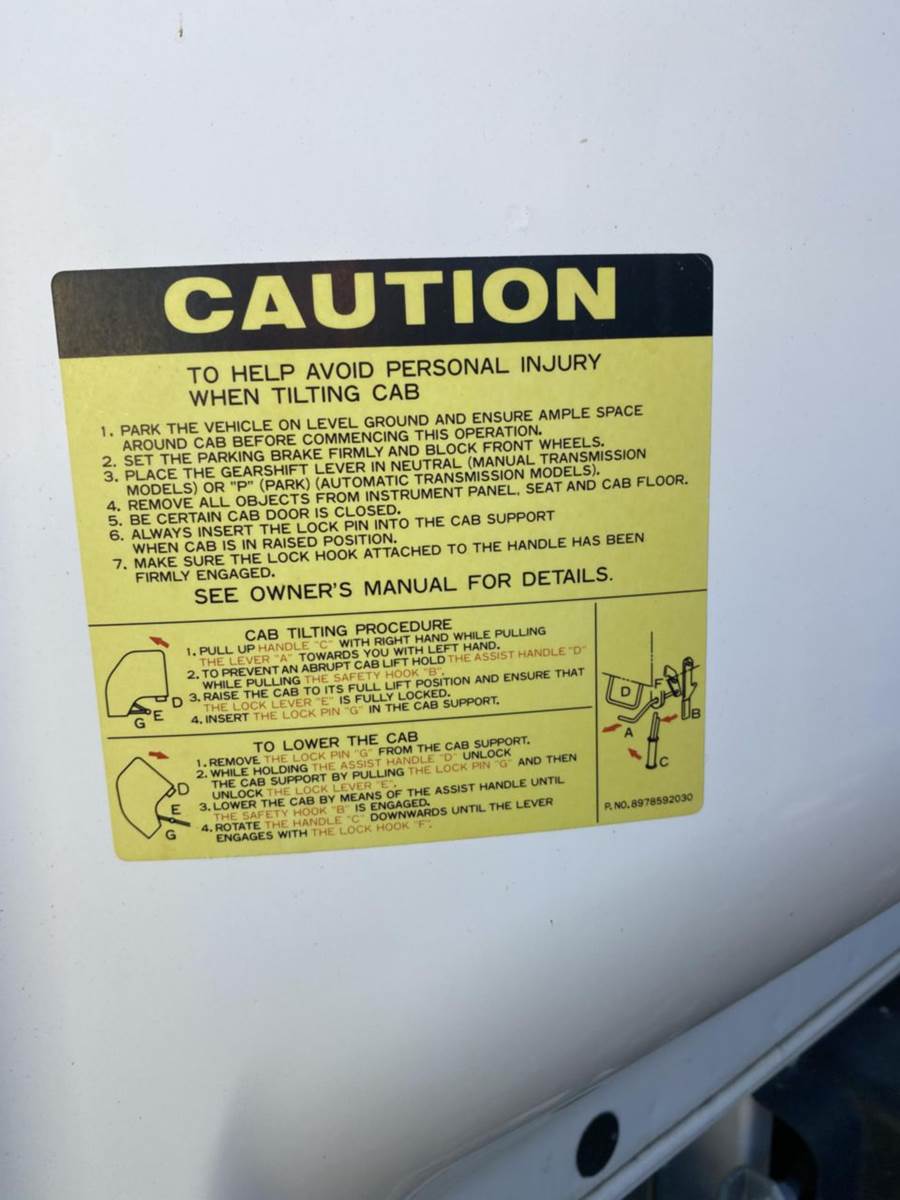 CAUTION
TO HELP AVOID PERSONAL INJURY
WHEN TILTING CAB
1. PARK THE VEHICLE ON LEVEL GROUND AND ENSURE AMPLE SPACE
AROUND CAB BEFORE COMMENCING THIS OPERATION.
2. SET THE PARKING BRAKE FIRMLY AND BLOCK FRONT WHEELS.
3. PLACE THE GEARSHIFT LEVER IN NEUTRAL (MANUAL TRANSMISSION
MODELS) OR "P" (PARK) (AUTOMATIC TRANSMISSION MODELS).
4. REMOVE ALL OBJECTS FROM INSTRUMENT PANEL, SEAT AND CAB FLOOR.
5. BE CERTAIN CAB DOOR IS CLOSED.
6. ALWAYS INSERT THE LOCK PIN INTO THE CAB SUPPORT
WHEN CAB IS IN RAISED POSITION.
7. MAKE SURE THE LOCK HOOK ATTACHED TO THE HANDLE HAS BEEN
FIRMLY ENGAGED.
SEE OWNER'S MANUAL FOR DETAILS.
CAB TILTING PROCEDURE
1. PULL UP HANDLE "C" WITH RIGHT HAND WHILE PULLING
THE LEVER "A" TOWARDS YOU WITH LEFT HAND.
2. TO PREVENT AN ABRUPT CAB LIFT HOLD THE ASSIST HANDLE "D"
WHILE PULLING THE SAFETY HOOK "B".
3. RAISE THE CAB TO ITS FULL LIFT POSITION AND ENSURE THAT
THE LOCK LEVER "E" IS FULLY LOCKED.
4. INSERT THE LOCK PIN "G" IN THE CAB SUPPORT.
D
E
G
TO LOWER THE CAB
1. REMOVE THE LOCK PIN "G" FROM THE CAB SUPPORT.
2. WHILE HOLDING THE ASSIST HANDLE "D" UNLOCK
THE CAB SUPPORT BY PULLING THE LOCK PIN "G" AND THEN
UNLOCK THE LOCK LEVER "E".
3. LOWER THE CAB BY MEANS OF THE ASSIST HANDLE UNTIL
THE SAFETY HOOK "B" IS ENGAGED.
4. ROTATE THE HANDLE "C" DOWNWARDS UNTIL THE LEVER
ENGAGES WITH THE LOCK HOOK "F".
D
E
G
F
D
B
A
C
P. NO. 8978592030